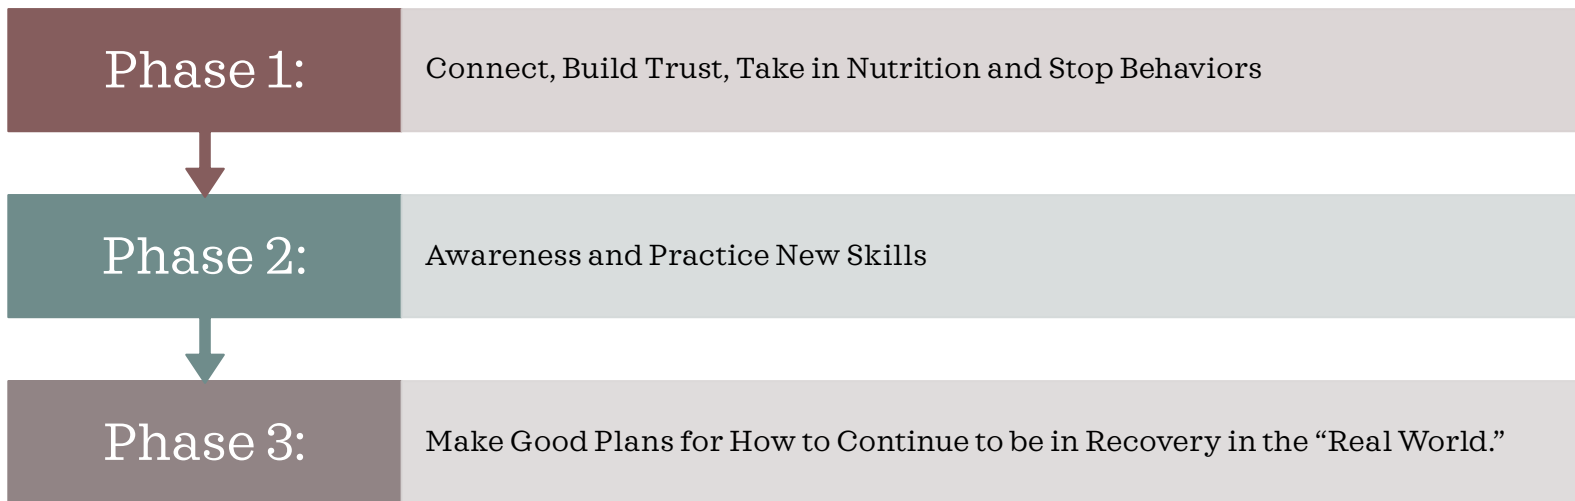 Phase 1:
Connect, Build Trust, Take in Nutrition and Stop Behaviors
Phase 2:
Awareness and Practice New Skills
Phase 3:
Make Good Plans for How to Continue to be in Recovery in the “Real World.”